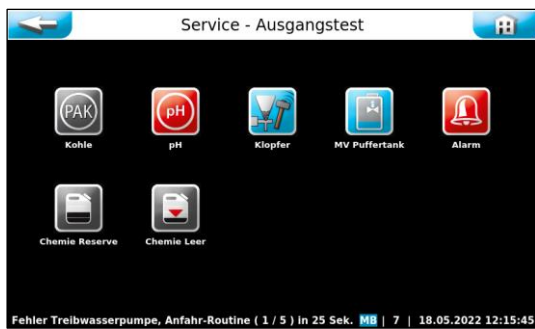 Service - Ausgangstest
PAK
pH
Kohle
pH
Klopfer
MV Puffertank
Alarm
Chemie Reserve
Chemie Leer
Fehler Treibwasserpumpe, Anfahr-Routine ( 1 / 5 ) in 25 Sek. MB | 7 | 18.05.2022 12:15:45